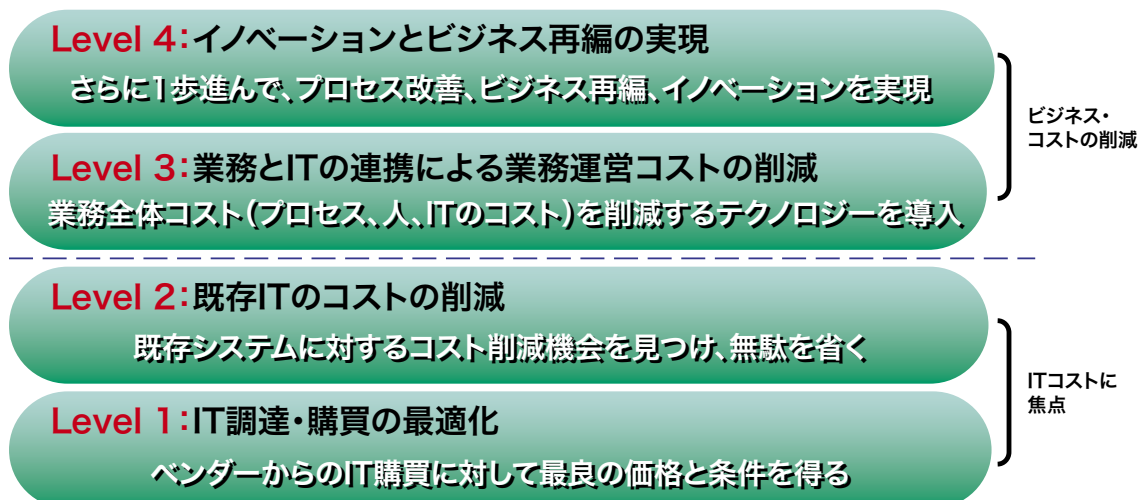 Level 4:イノベーションとビジネス再編の実現
さらに1歩進んで、プロセス改善、ビジネス再編、イノベーションを実現
Level 3:業務とITの連携による業務運営コストの削減
業務全体コスト(プロセス、人、ITのコスト)を削減するテクノロジーを導入
ビジネス・
コストの削減
Level 2:既存ITのコストの削減
既存システムに対するコスト削減機会を見つけ、無駄を省く
Level 1:IT調達・購買の最適化
ベンダーからのIT購買に対して最良の価格と条件を得る
ITコストに
焦点